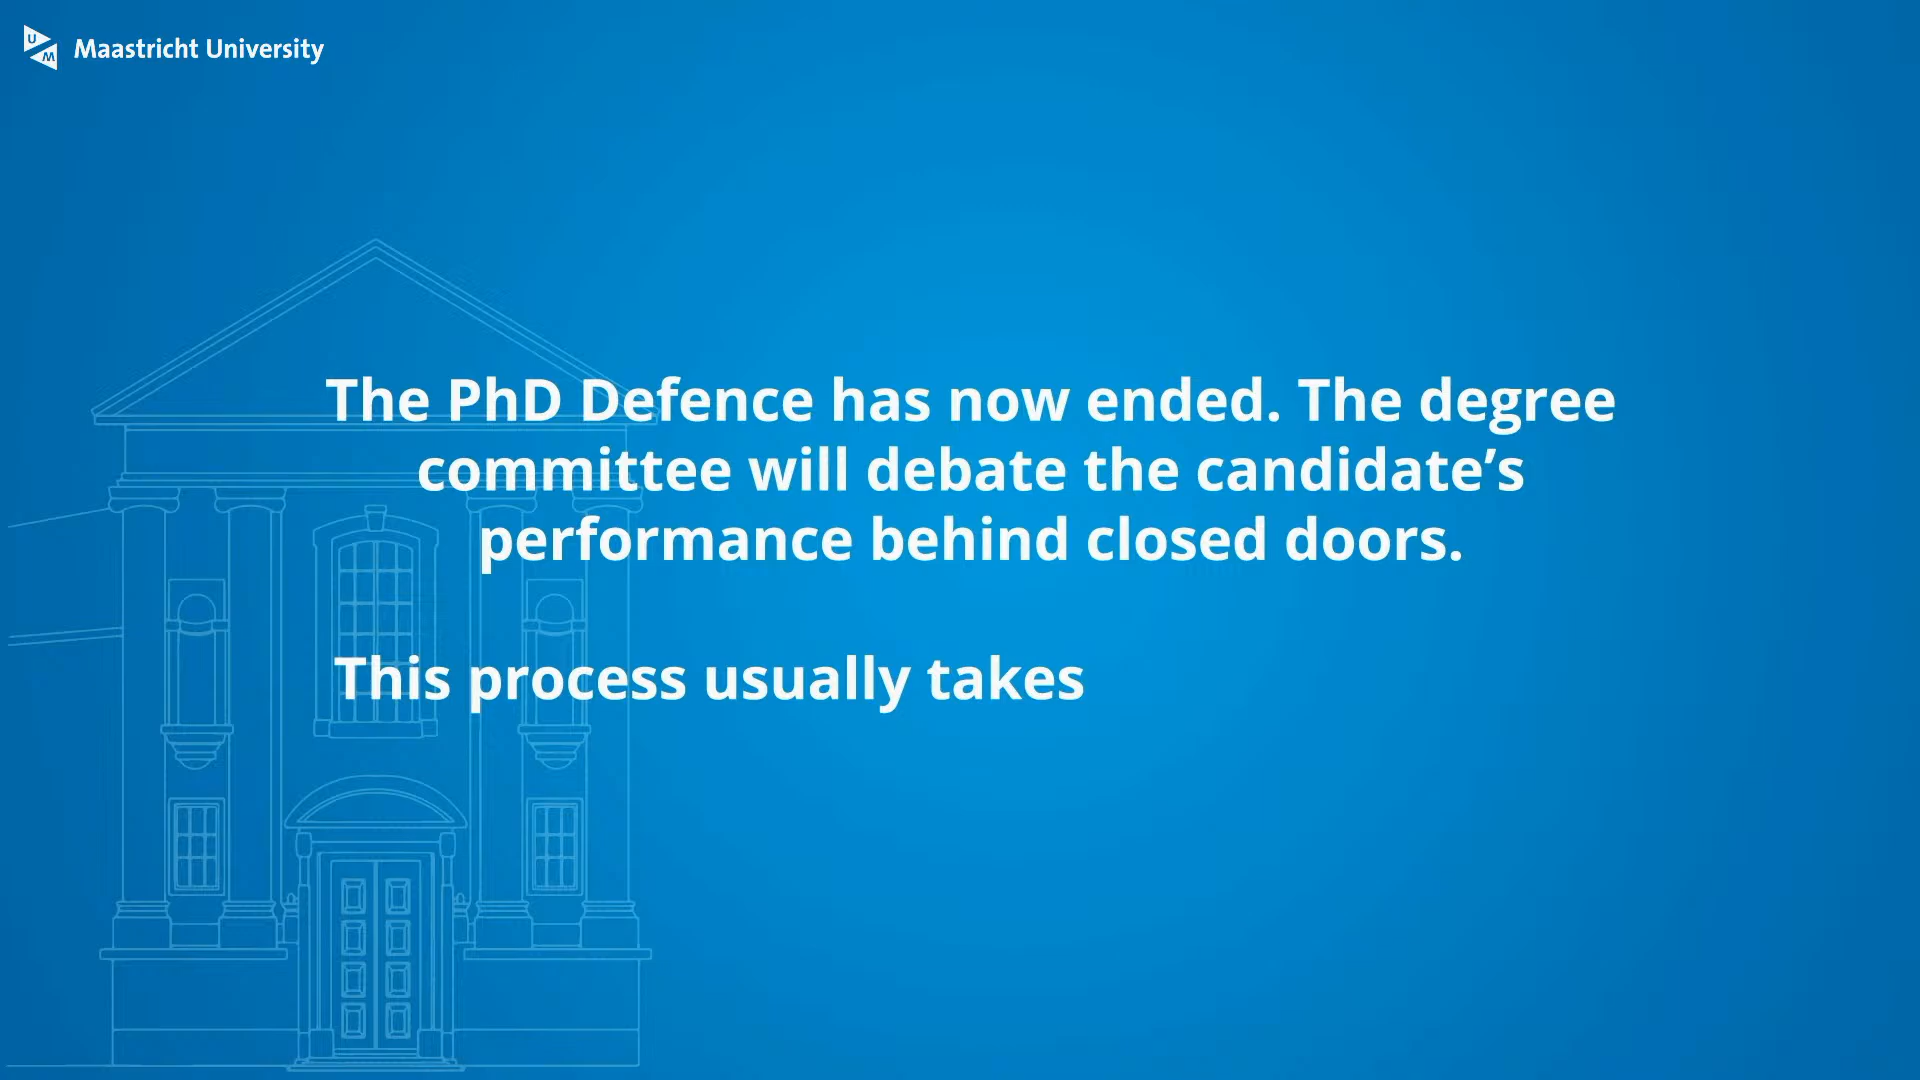 U
M
Maastricht University
The PhD Defence has now ended. The degree
committee will debate the candidate’s
performance behind closed doors.
This process usually takes